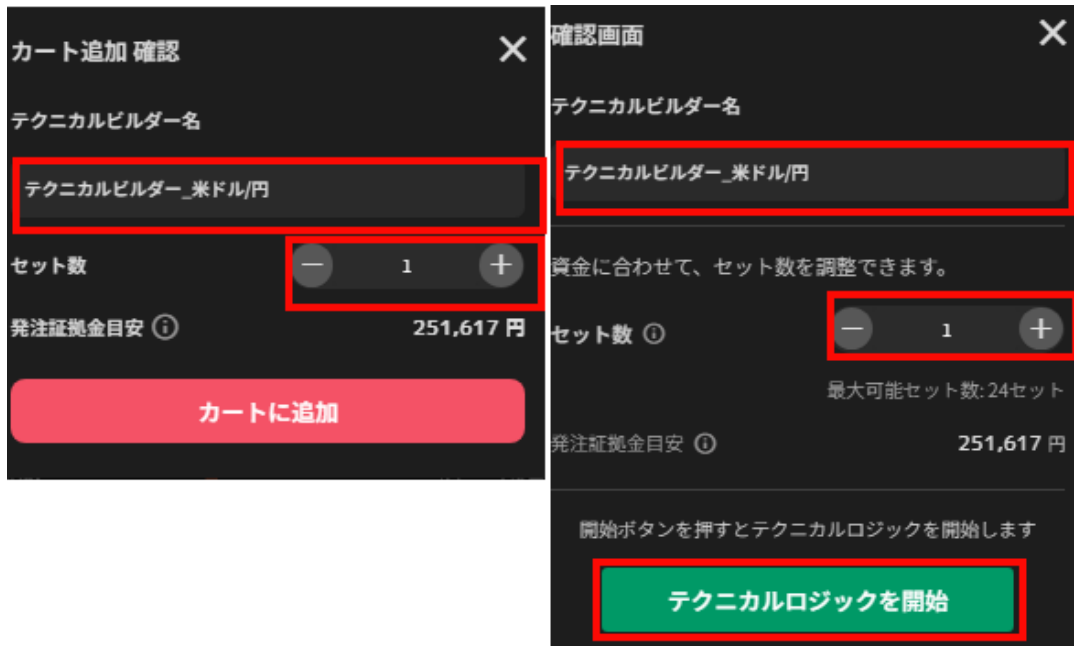 カート追加 確認
テクニカルビルダー名
テクニカルビルダー_米ドル/円
セット数
1
発注証拠金目安
251,617 円
カートに追加
確認画面
テクニカルビルダー名
テクニカルビルダー_米ドル/円
資金に合わせて、セット数を調整できます。
セット数
1
最大可能セット数: 24セット
発注証拠金目安
251,617 円
開始ボタンを押すとテクニカルロジックを開始します
テクニカルロジックを開始